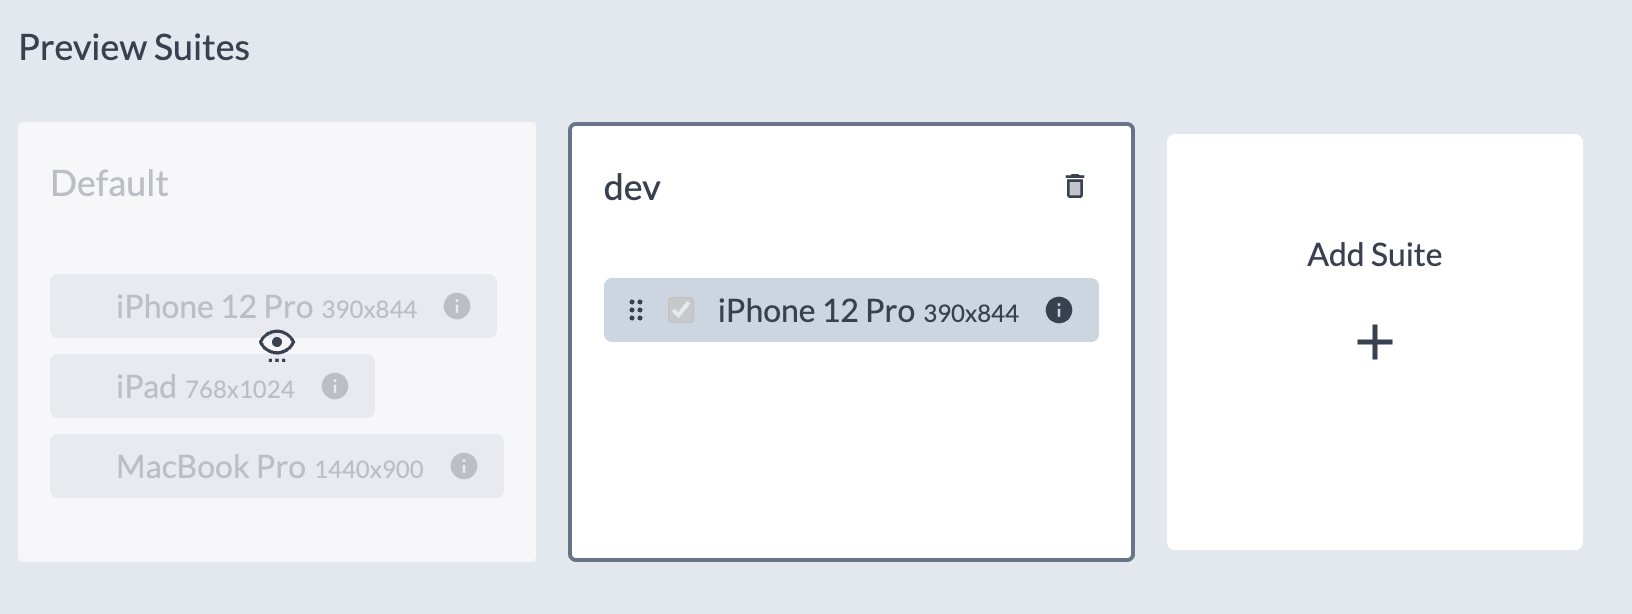 Preview Suites
Default
iPhone 12 Pro 390x844
iPad 768x1024
MacBook Pro 1440x900
dev
iPhone 12 Pro 390x844
Add Suite